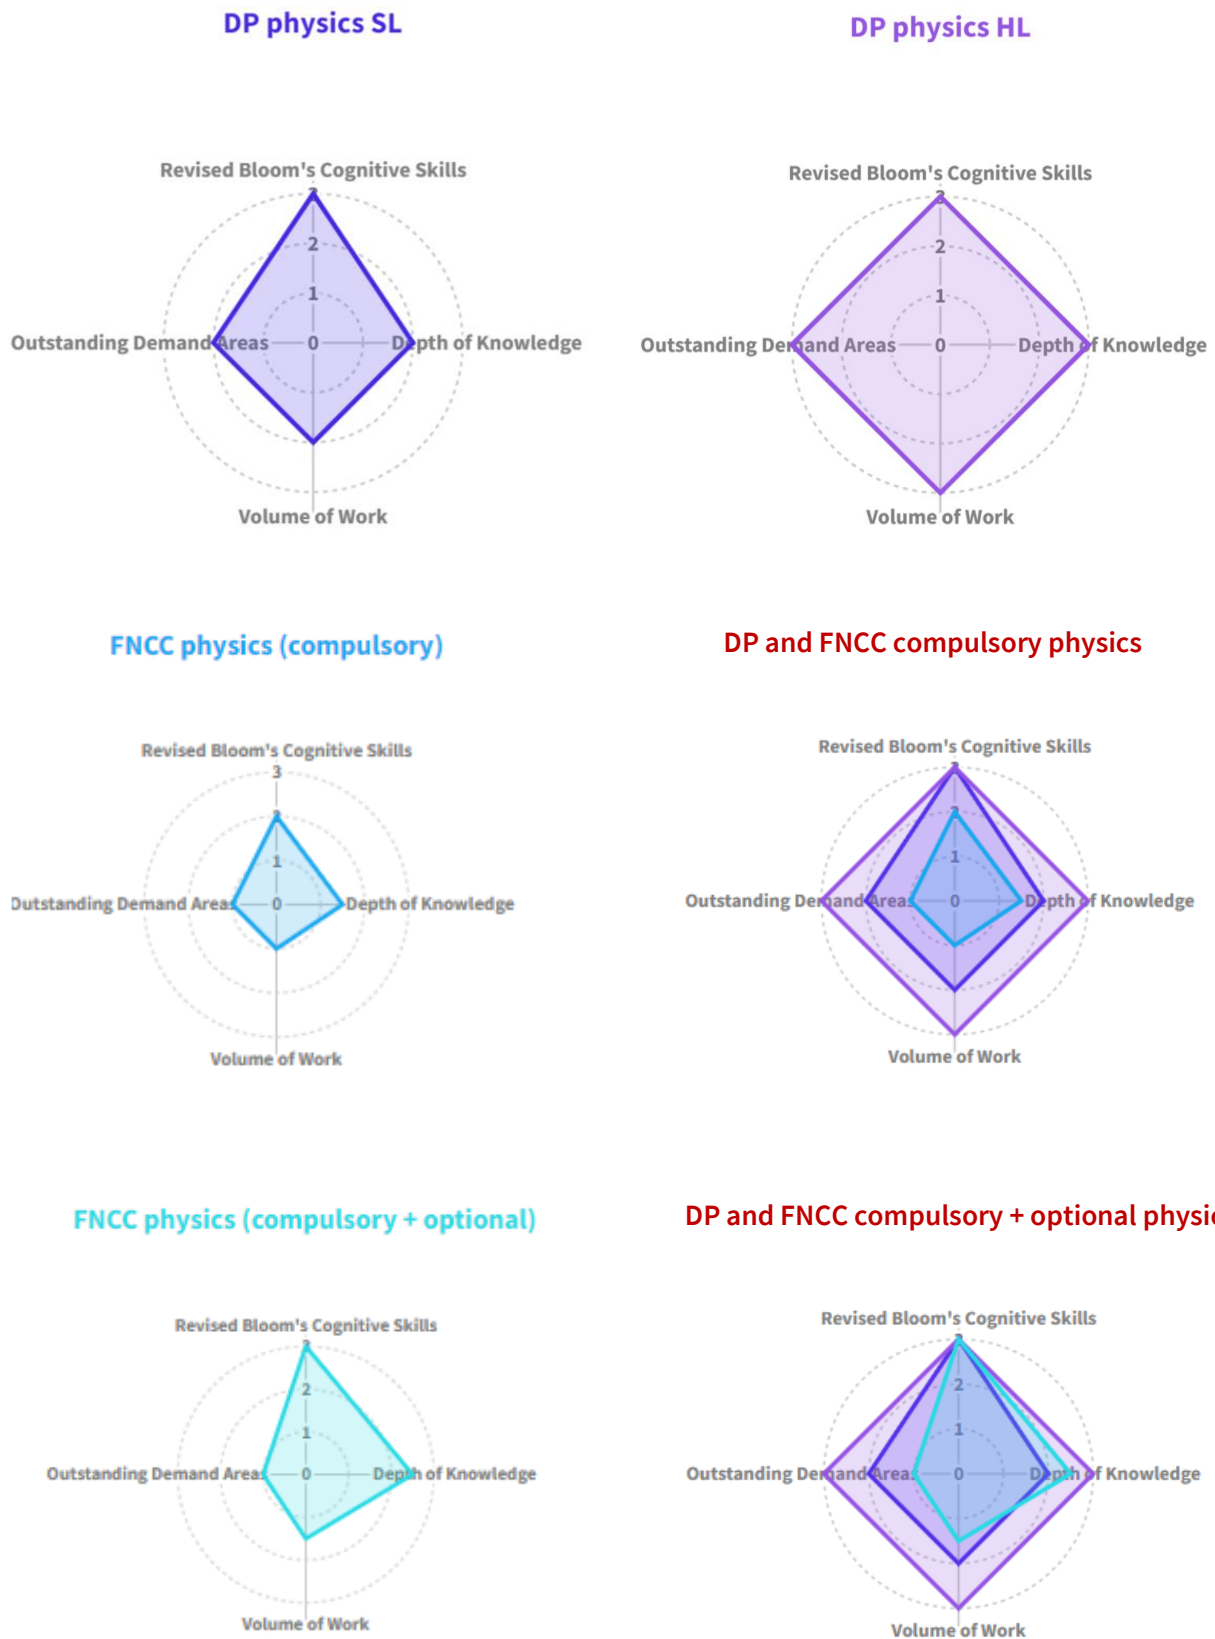 DP physics SL
DP physics HL
Revised Bloom's Cognitive Skills
3
2
1
Outstanding Demand Areas
0
Depth of Knowledge
Volume of Work
Revised Bloom's Cognitive Skills
3
2
1
Outstanding Demand Areas
0
Depth of Knowledge
Volume of Work
FNCC physics (compulsory)
DP and FNCC compulsory physics
Revised Bloom's Cognitive Skills
3
2
1
Outstanding Demand Areas
0
Depth of Knowledge
Volume of Work
Revised Bloom's Cognitive Skills
3
2
1
Outstanding Demand Areas
0
Depth of Knowledge
Volume of Work
FNCC physics (compulsory + optional)
DP and FNCC compulsory + optional physic
Revised Bloom's Cognitive Skills
3
2
1
Outstanding Demand Areas
0
Depth of Knowledge
Volume of Work
Revised Bloom's Cognitive Skills
3
2
1
Outstanding Demand Areas
0
Depth of Knowledge
Volume of Work